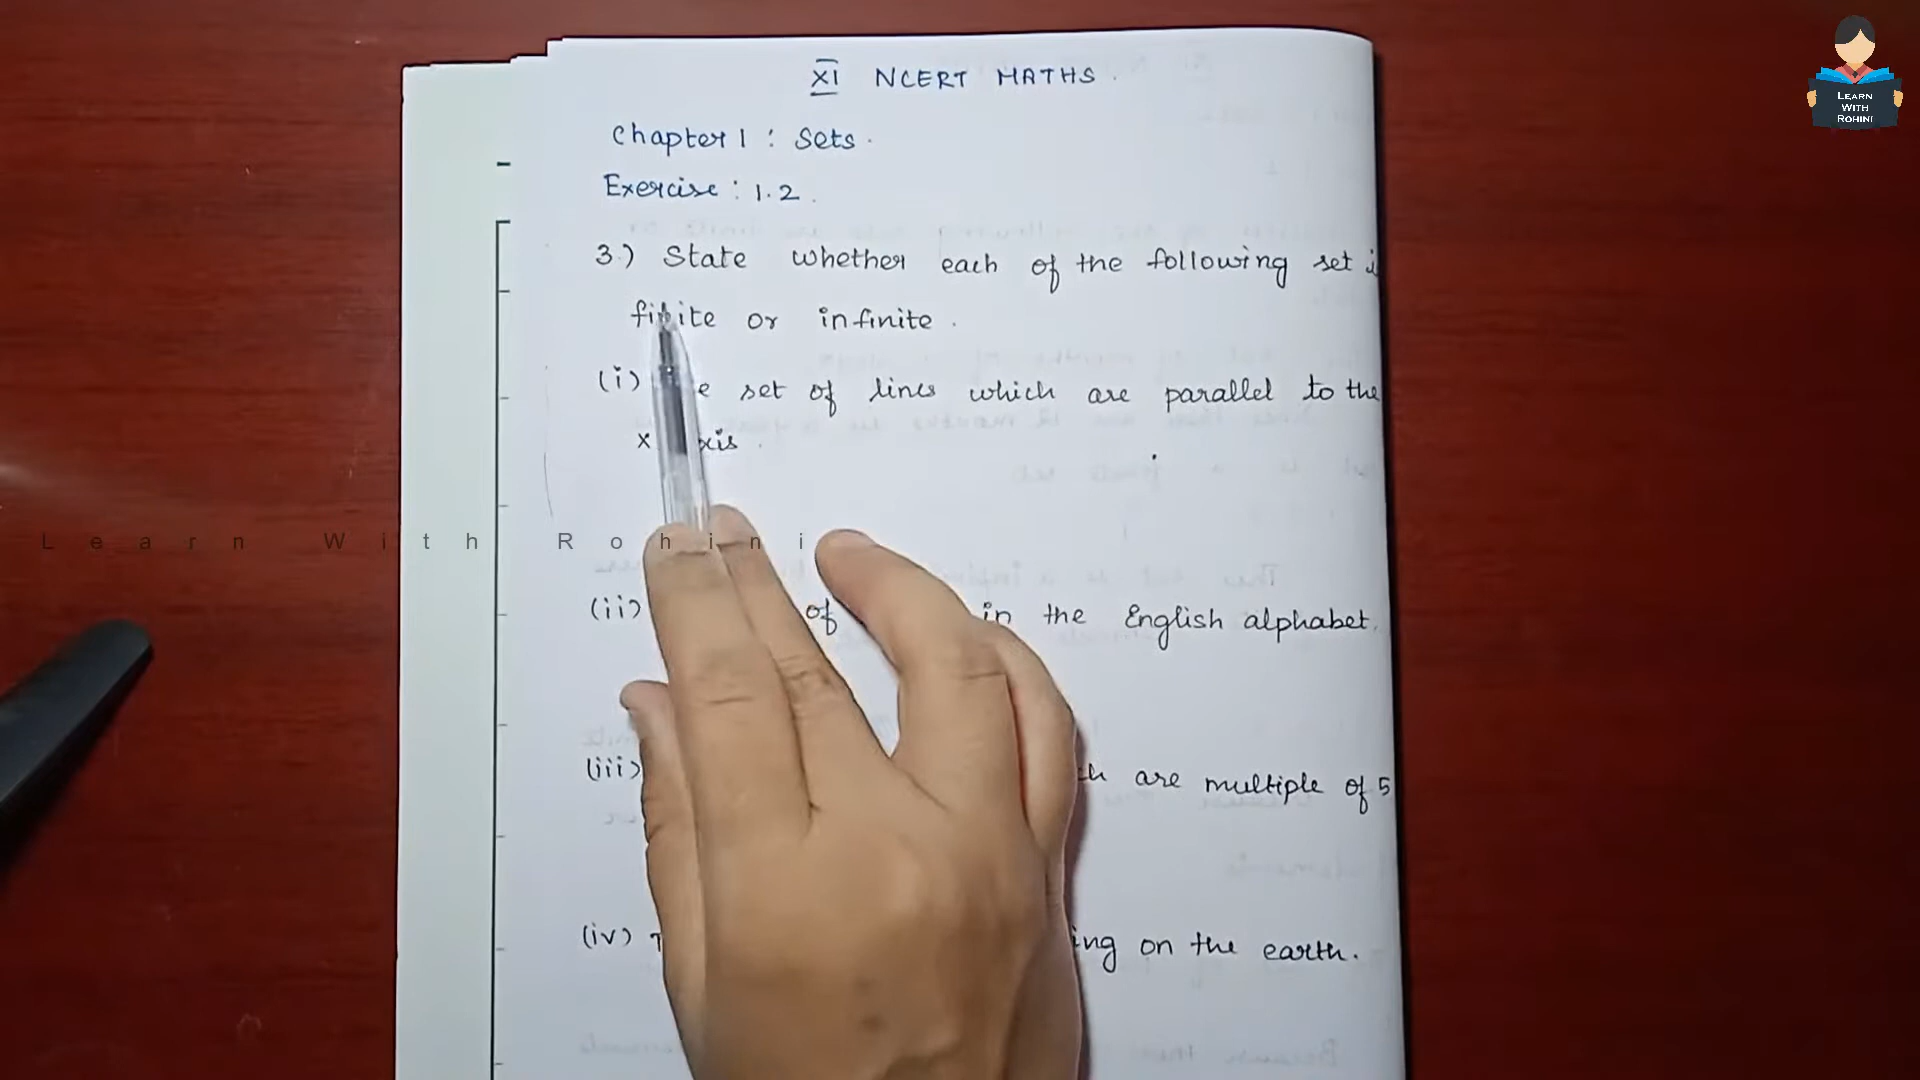 XI NCERT MATHS.
Chapter 1 : Sets.
Exercise : 1.2.
3.) State whether each of the following set
finite or infinite.
(i) set of lines which are parallel to the
x
(ii) of in the English alphabet.
(iii) are multiple of 5
(iv) on the earth.
Learn With Rohini
LEARN
WITH
ROHINI